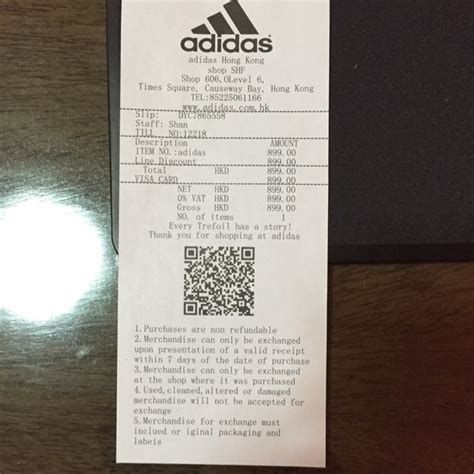 adidas
adidas Hong Kong
shop SHF
Shop 606,OLevel 6,
Times Square, Causeway Bay, Hong Kong
TEL:85225061166
www.adidas.com.hk
Slip: DYC7865558
Staff: Shan
TILL NO:12218
Description AMOUNT
ITEM NO.:adidas 899.00
Line Discount 899.00
Total HKD 899.00
VISA CARD 899.00
NET HKD 899.00
0% VAT HKD 899.00
Gross HKD 899.00
NO. of items 1
Every Trefoil has a story!
Thank you for shopping at adidas
1.Purchases are non refundable
2.Merchandise can only be exchanged
upon presentation of a valid receipt
within 7 days of the date of purchase
3.Merchandise can only be exchanged
at the shop where it was purchased
4.Used,cleaned,altered or damaged
merchandise will not be accepted for
exchange
5.Merchandise for exchange must
inclued or iginal packaging and
labels